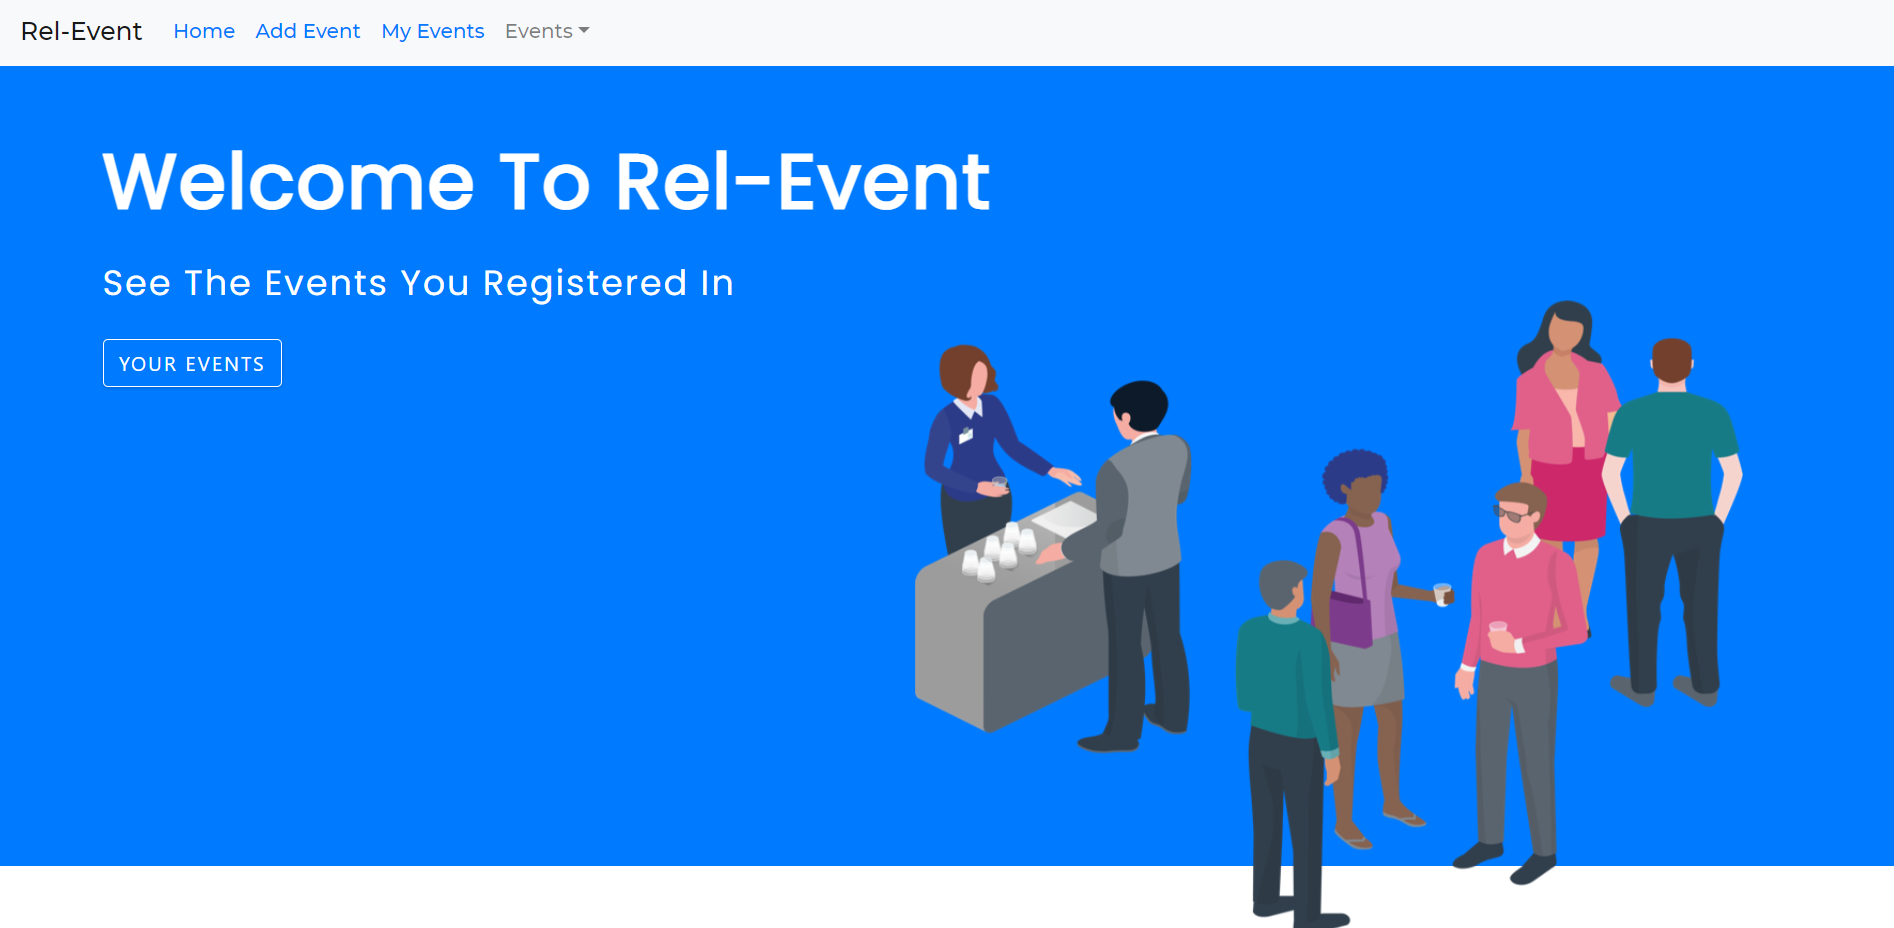 Rel-Event Home Add Event My Events Events
Welcome To Rel-Event
See The Events You Registered In
YOUR EVENTS